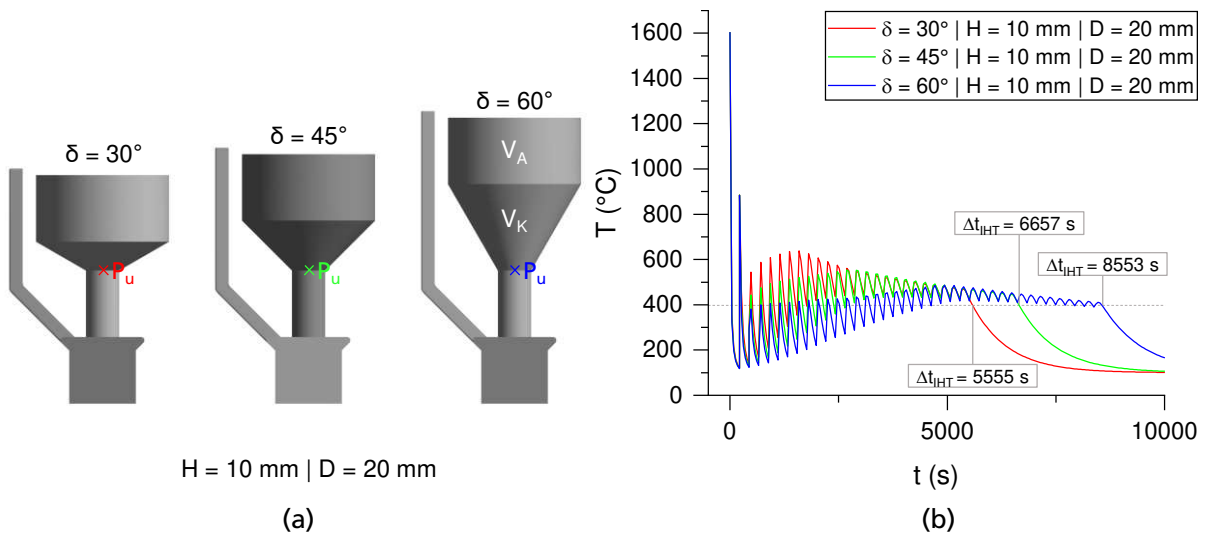 δ = 30°
δ = 45°
δ = 60°
V_A
V_K
×P_u
×P_u
×P_u
H = 10 mm | D = 20 mm
(a)
δ = 30° | H = 10 mm | D = 20 mm
δ = 45° | H = 10 mm | D = 20 mm
δ = 60° | H = 10 mm | D = 20 mm
T (°C)
1600
1400
1200
1000
800
600
400
200
0
Δt_IHT = 6657 s
Δt_IHT = 8553 s
Δt_IHT = 5555 s
0
5000
10000
t (s)
(b)